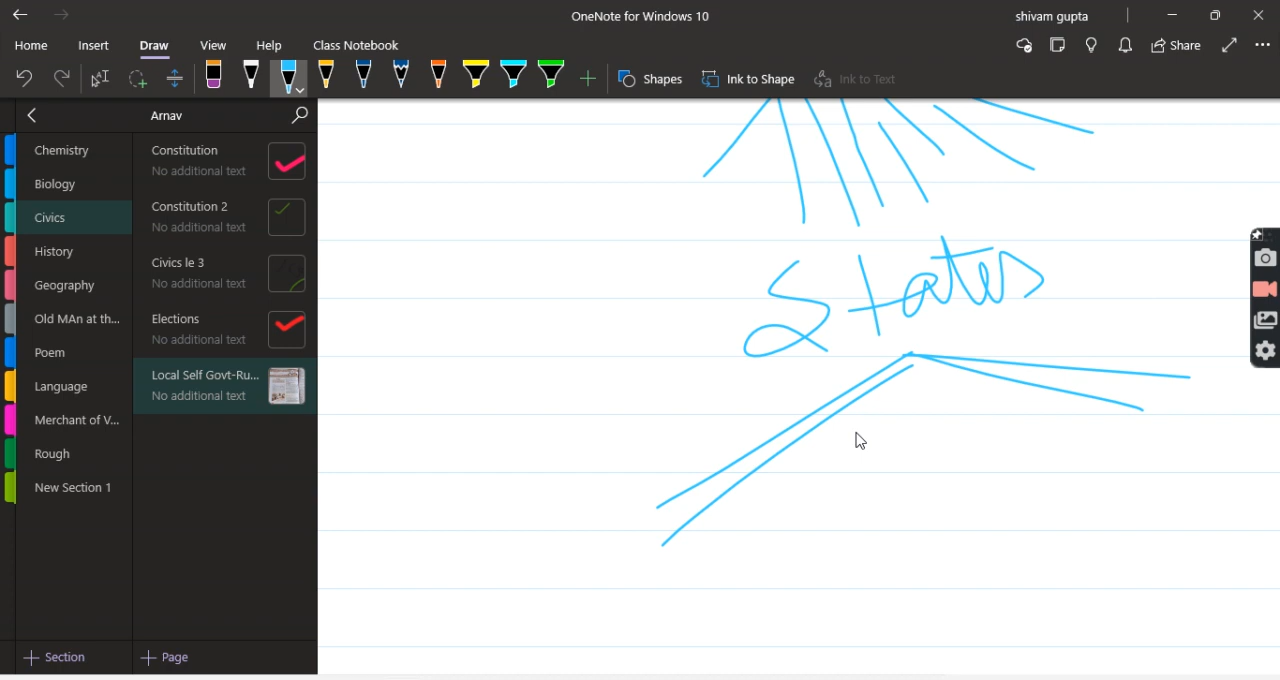 OneNote for Windows 10
shivam gupta
Home Insert Draw View Help Class Notebook
Share
Shapes
Ink to Shape
Ink to Text
Arnav
Chemistry
Biology
Civics
History
Geography
Old MAn at th...
Poem
Language
Merchant of V...
Rough
New Section 1
Constitution
No additional text
Constitution 2
No additional text
Civics le 3
No additional text
Elections
No additional text
Local Self Govt-Ru...
No additional text
States
Section
Page